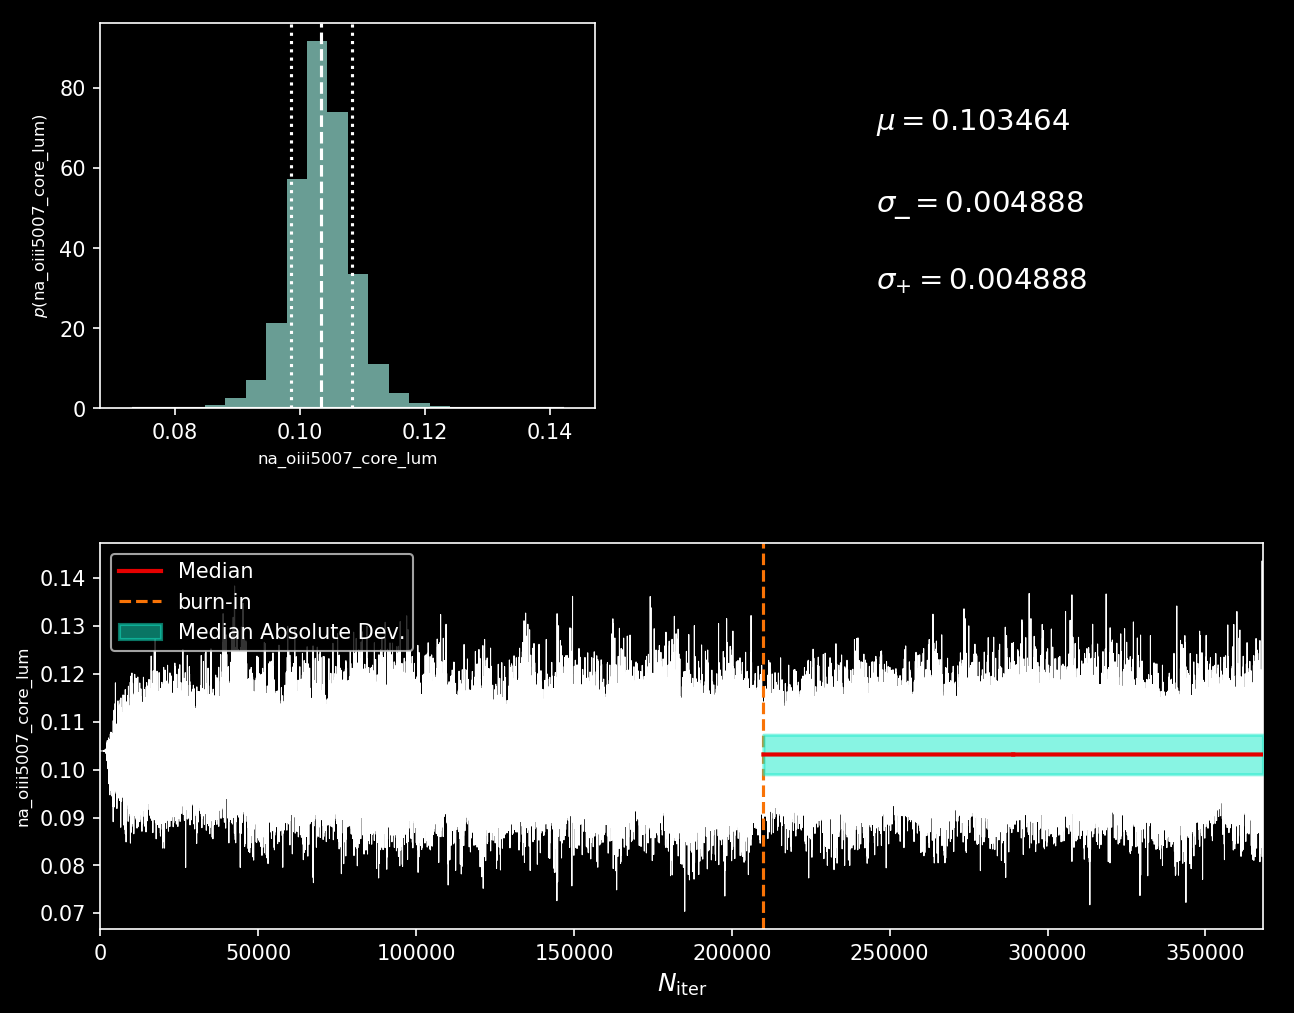 80
60
40
20
0
p(na_oiii5007_core_lum)
0.08 0.10 0.12 0.14
na_oiii5007_core_lum
μ = 0.103464
σ₋ = 0.004888
σ₊ = 0.004888
Median
burn-in
Median Absolute Dev.
0.14
0.13
0.12
0.11
0.10
0.09
0.08
0.07
na_oiii5007_core_lum
0 50000 100000 150000 200000 250000 300000 350000
N_iter